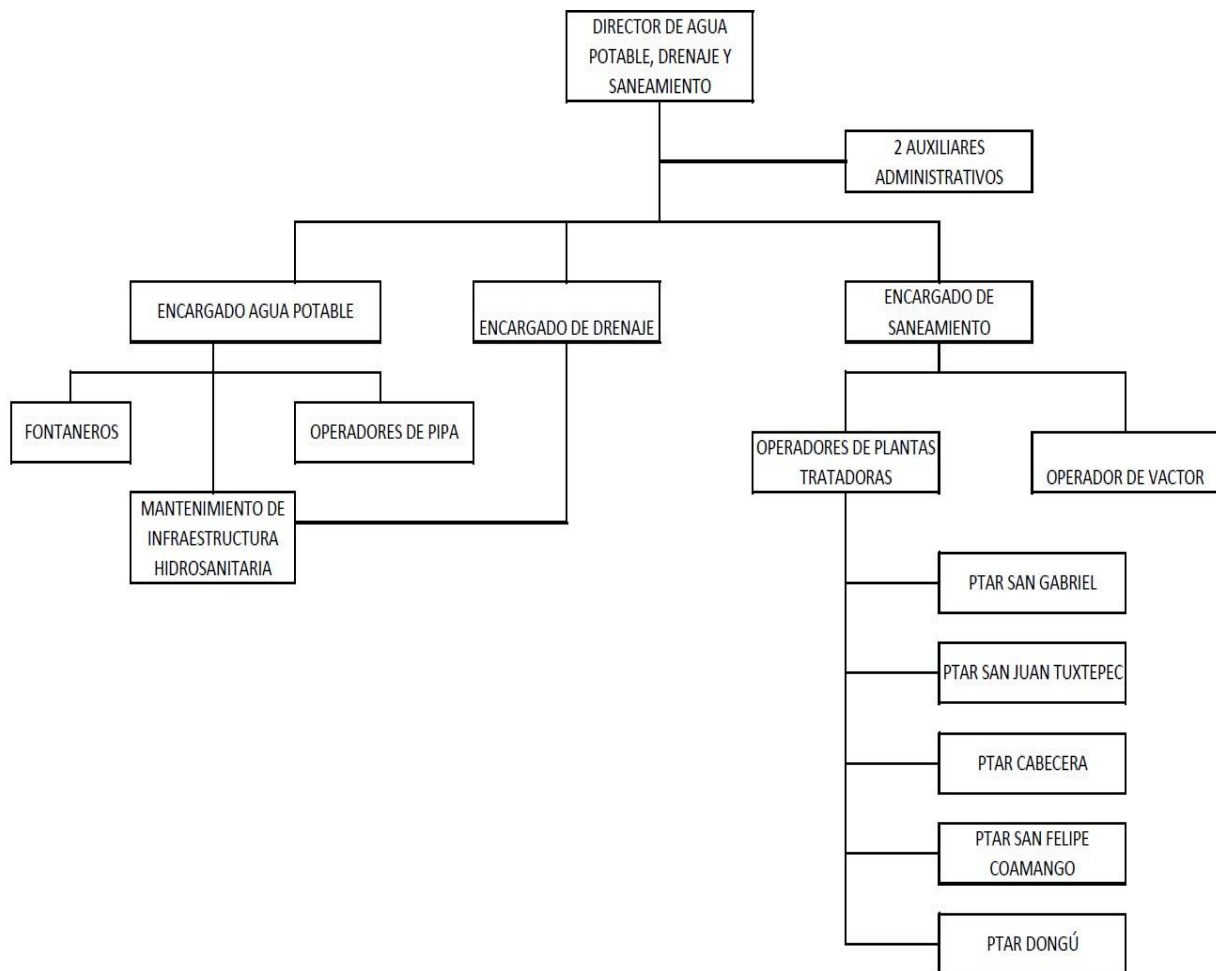 DIRECTOR DE AGUA
POTABLE, DRENAJE Y
SANEAMIENTO
2 AUXILIARES
ADMINISTRATIVOS
ENCARGADO AGUA POTABLE
ENCARGADO DE DRENAJE
ENCARGADO DE
SANEAMIENTO
FONTANEROS
OPERADORES DE PIPA
OPERADORES DE PLANTAS
TRATADORAS
OPERADOR DE VACTOR
MANTENIMIENTO DE
INFRAESTRUCTURA
HIDROSANITARIA
PTAR SAN GABRIEL
PTAR SAN JUAN TUXTEPEC
PTAR CABECERA
PTAR SAN FELIPE
COAMANGO
PTAR DONGÚ